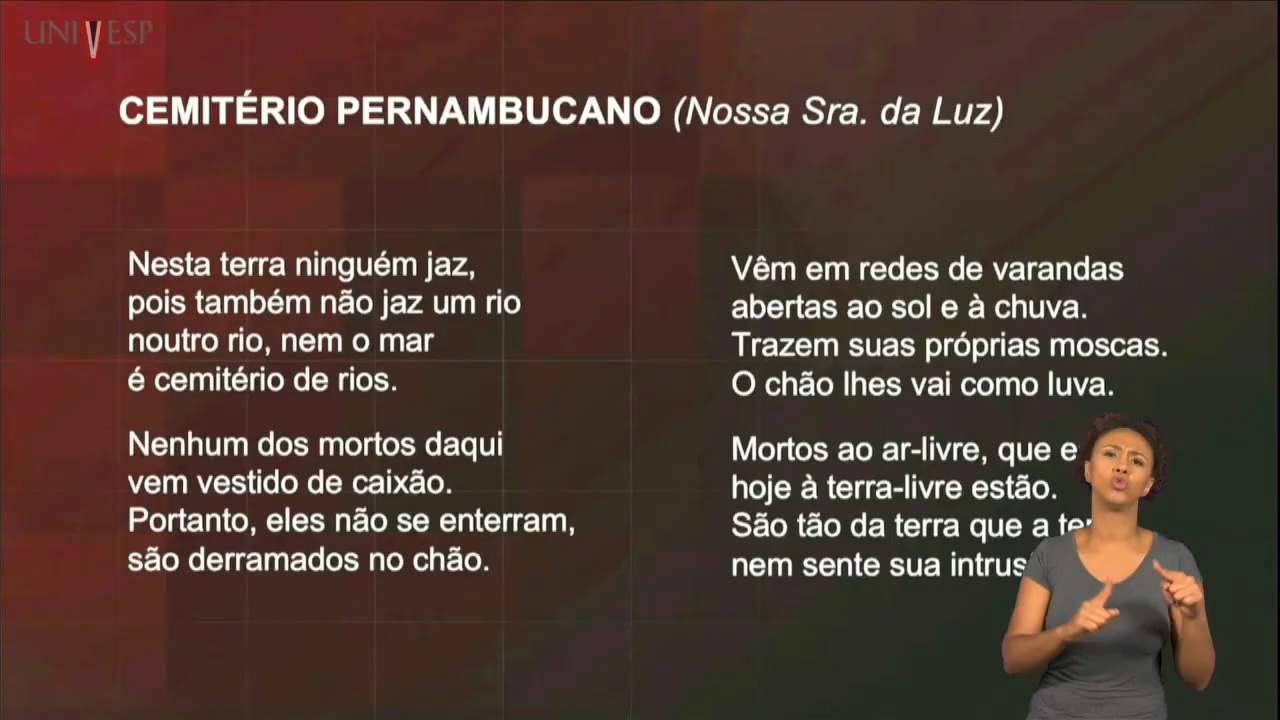 UNIVESP
CEMITÉRIO PERNAMBUCANO (Nossa Sra. da Luz)
Nesta terra ninguém jaz,
pois também não jaz um rio
noutro rio, nem o mar
é cemitério de rios.
Nenhum dos mortos daqui
vem vestido de caixão.
Portanto, eles não se enterram,
são derramados no chão.
Vêm em redes de varandas
abertas ao sol e à chuva.
Trazem suas próprias moscas.
O chão lhes vai como luva.
Mortos ao ar-livre, que
hoje à terra-livre estão.
São tão da terra que a
nem sente sua